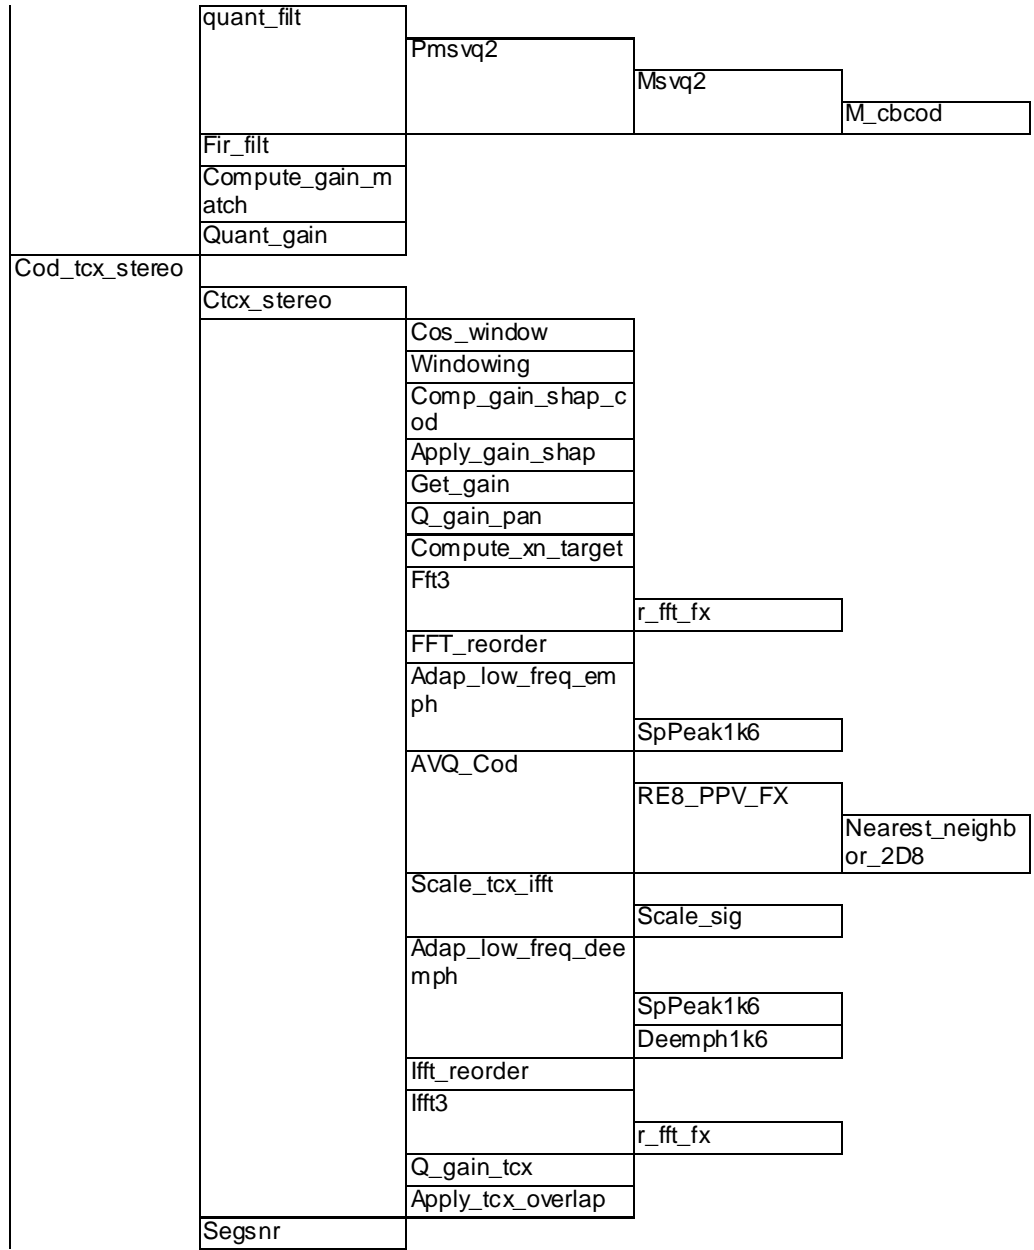 quant_filt
Pmsvq2
Msvq2
M_cbcod
Fir_filt
Compute_gain_m
atch
Quant_gain
Cod_tcx_stereo
Ctcx_stereo
Cos_window
Windowing
Comp_gain_shap_c
od
Apply_gain_shap
Get_gain
Q_gain_pan
Compute_xn_target
Fft3
r_fft_fx
FFT_reorder
Adap_low_freq_em
ph
SpPeak1k6
AVQ_Cod
RE8_PPV_FX
Nearest_neighb
or_2D8
Scale_tcx_ifft
Scale_sig
Adap_low_freq_dee
mph
SpPeak1k6
Deemph1k6
Ifft_reorder
Ifft3
r_fft_fx
Q_gain_tcx
Apply_tcx_overlap
Segsnr